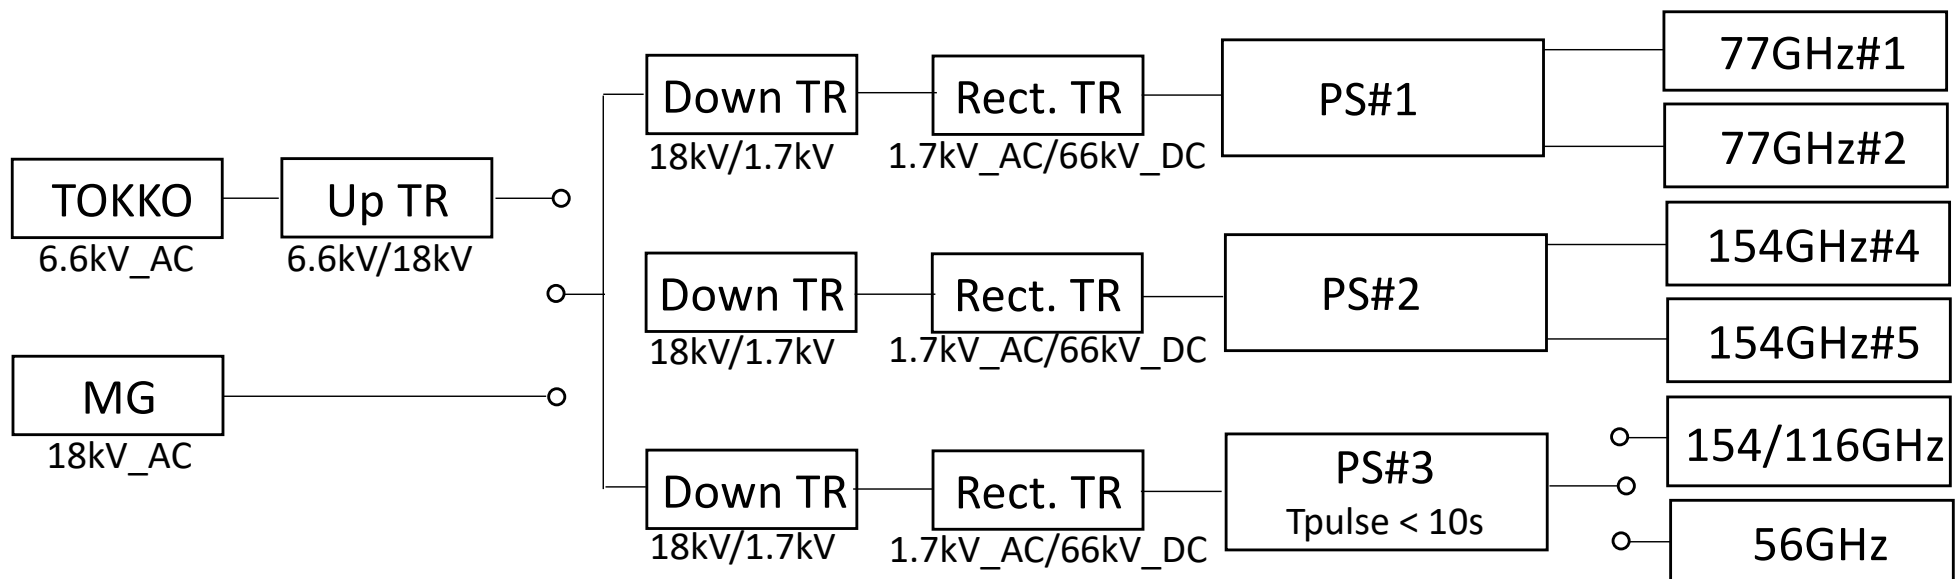 TOKKO
6.6kV_AC
Up TR
6.6kV/18kV
MG
18kV_AC
Down TR
18kV/1.7kV
Rect. TR
1.7kV_AC/66kV_DC
PS#1
77GHz#1
77GHz#2
Down TR
18kV/1.7kV
Rect. TR
1.7kV_AC/66kV_DC
PS#2
154GHz#4
154GHz#5
Down TR
18kV/1.7kV
Rect. TR
1.7kV_AC/66kV_DC
PS#3
Tpulse < 10s
154/116GHz
56GHz